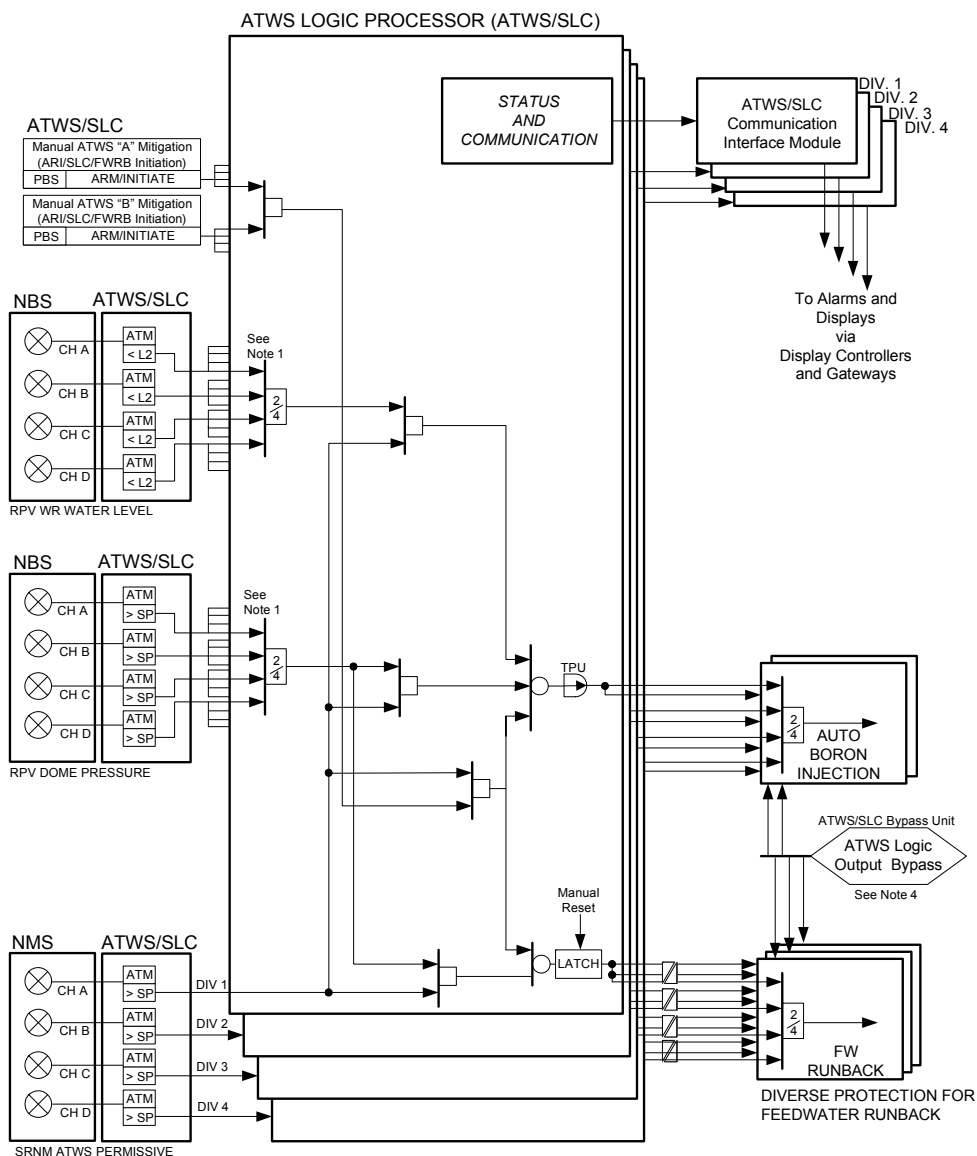 ATWS LOGIC PROCESSOR (ATWS/SLC)
STATUS
AND
COMMUNICATION
ATWS/SLC
Communication
Interface Module
DIV. 1
DIV. 2
DIV. 3
DIV. 4
To Alarms and
Displays
via
Display Controllers
and Gateways
ATWS/SLC
Manual ATWS “A” Mitigation
(ARI/SLC/FWRB Initiation)
PBS ARM/INITIATE
Manual ATWS “B” Mitigation
(ARI/SLC/FWRB Initiation)
PBS ARM/INITIATE
NBS ATWS/SLC
CH A
ATM
< L2
CH B
ATM
< L2
CH C
ATM
< L2
CH D
ATM
< L2
RPV WR WATER LEVEL
See
Note 1
2
4
NBS ATWS/SLC
CH A
ATM
> SP
CH B
ATM
> SP
CH C
ATM
> SP
CH D
ATM
> SP
RPV DOME PRESSURE
See
Note 1
2
4
TPU
2
4
AUTO
BORON
INJECTION
ATWS/SLC Bypass Unit
ATWS Logic
Output Bypass
See Note 4
Manual
Reset
LATCH
2
4
FW
RUNBACK
DIVERSE PROTECTION FOR
FEEDWATER RUNBACK
NMS ATWS/SLC
CH A
ATM
> SP
DIV 1
CH B
ATM
> SP
DIV 2
CH C
ATM
> SP
DIV 3
CH D
ATM
> SP
DIV 4
SRNM ATWS PERMISSIVE